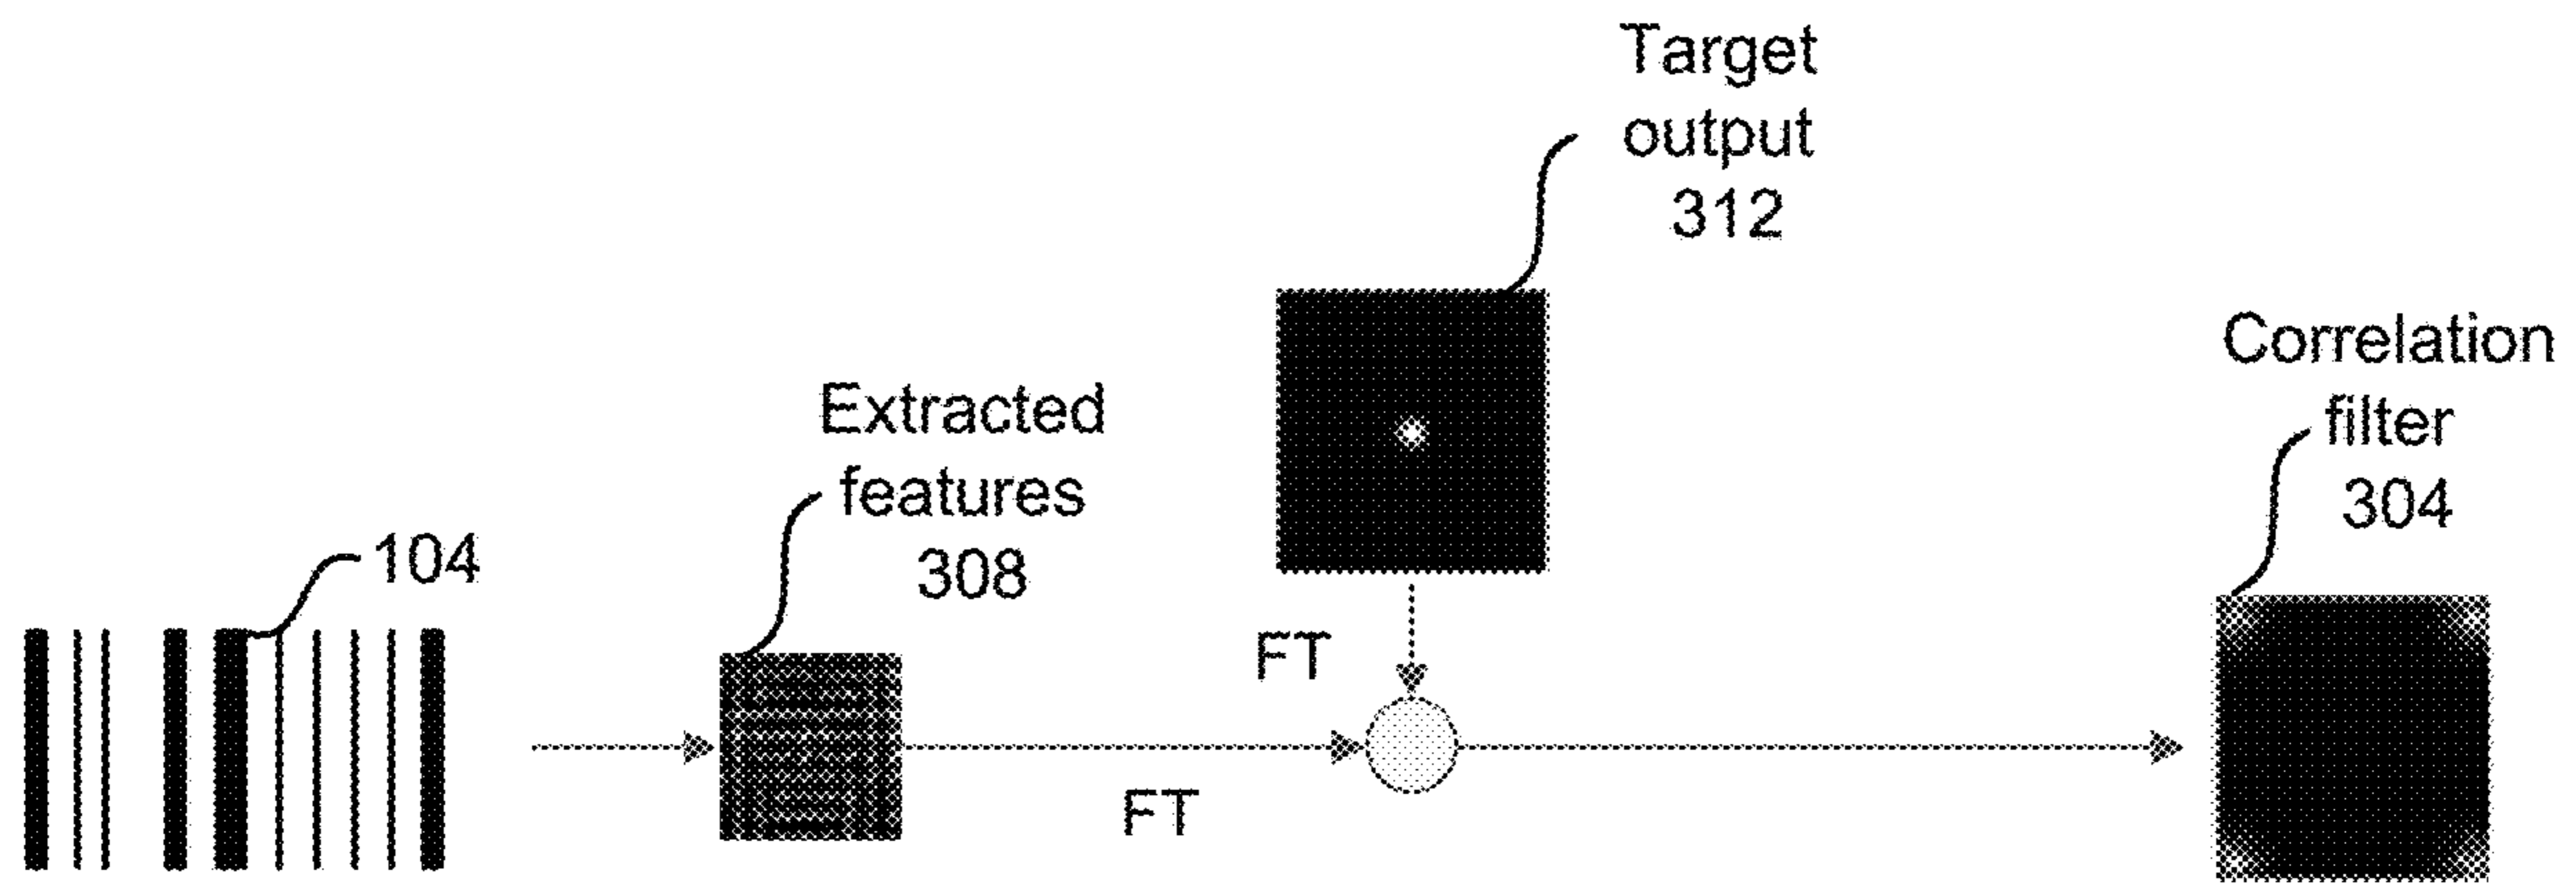 Target
output
312
Correlation
filter
304
Extracted
features
308
104
FT
FT